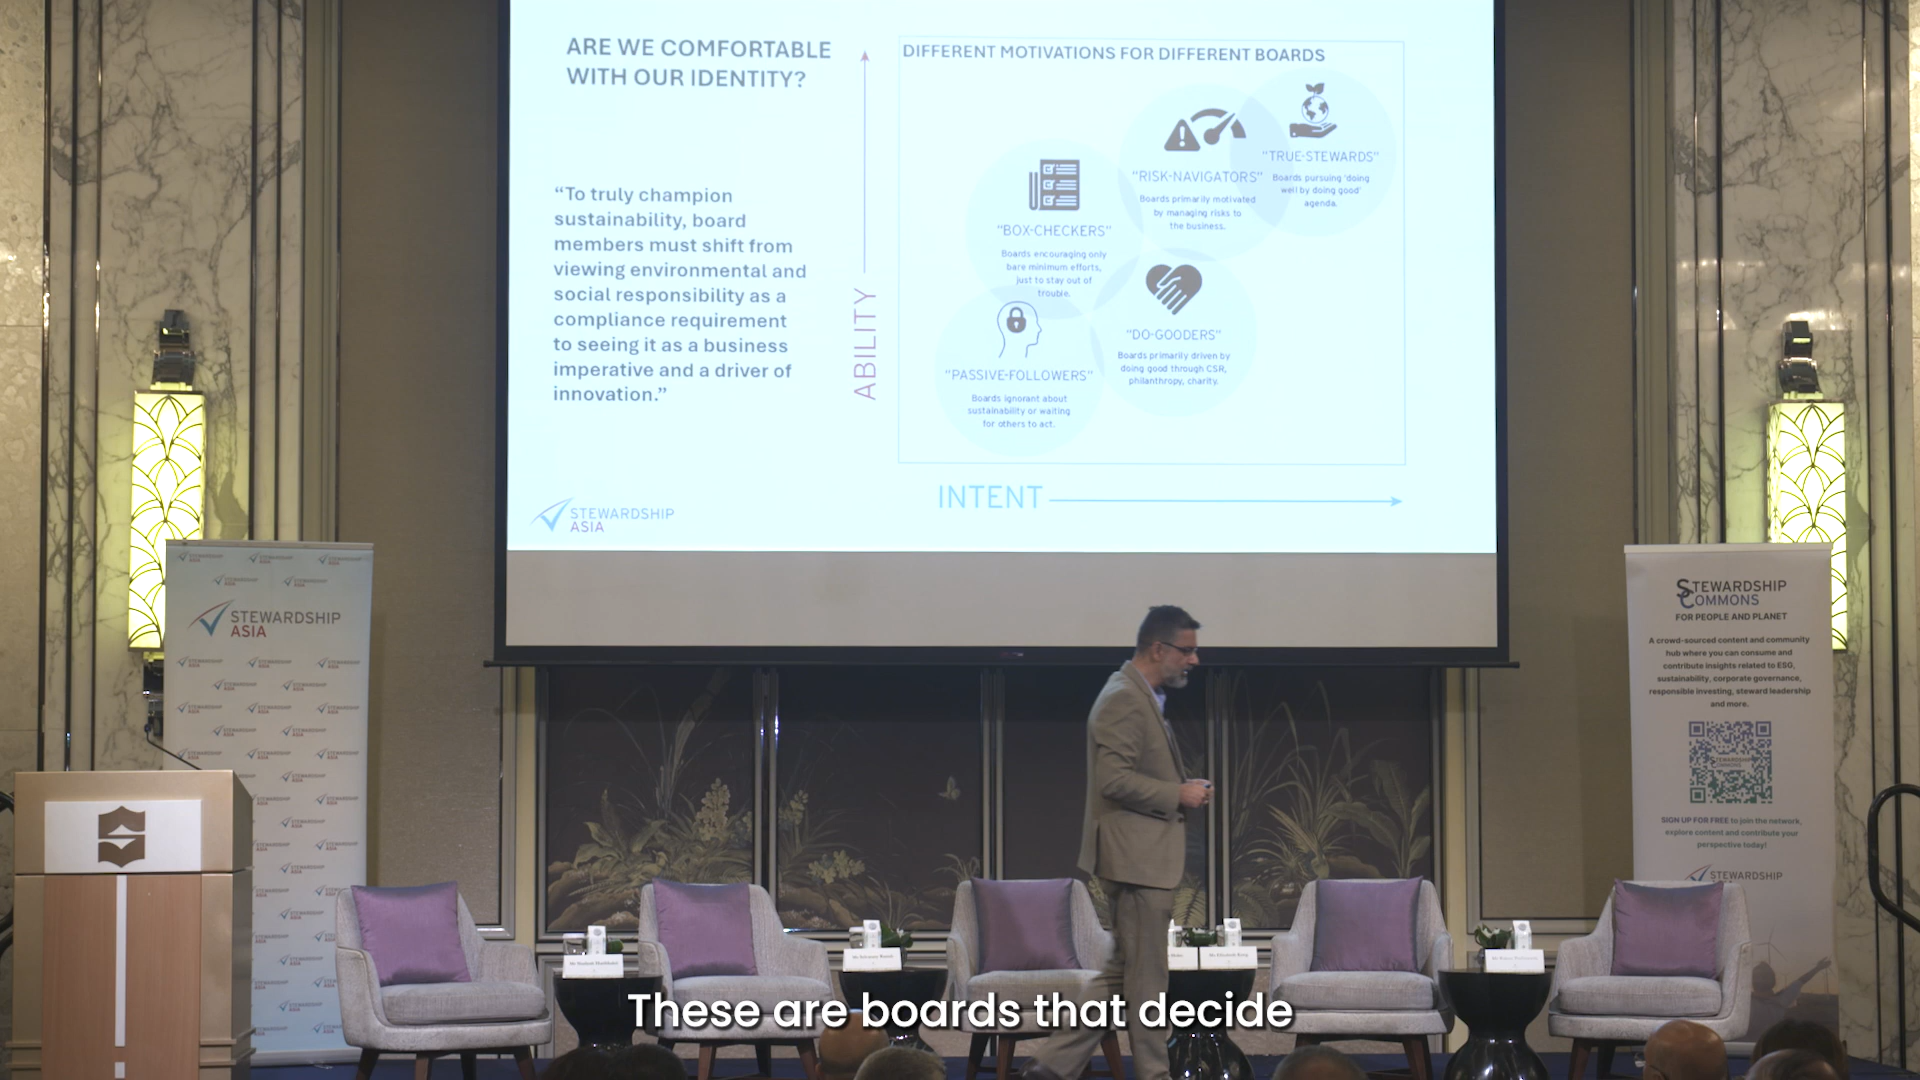 ARE WE COMFORTABLE
WITH OUR IDENTITY?
“To truly champion
sustainability, board
members must shift from
viewing environmental and
social responsibility as a
compliance requirement
to seeing it as a business
imperative and a driver of
innovation.”
STEWARDSHIP
ASIA
ABILITY
DIFFERENT MOTIVATIONS FOR DIFFERENT BOARDS
"TRUE-STEWARDS"
Boards pursuing 'doing
well by doing good'
agenda.
"RISK-NAVIGATORS"
Boards primarily motivated
by managing risks to
the business.
"BOX-CHECKERS"
Boards encouraging only
bare minimum efforts,
just to stay out of
trouble.
"DO-GOODERS"
Boards primarily driven by
doing good through CSR,
philanthropy, charity.
"PASSIVE-FOLLOWERS"
Boards ignorant about
sustainability or waiting
for others to act.
INTENT
STEWARDSHIP
ASIA
STEWARDSHIP
COMMONS
FOR PEOPLE AND PLANET
A crowd-sourced content and community
hub where you can consume and
contribute insights related to ESG,
sustainability, corporate governance,
responsible investing, steward leadership
and more.
SIGN UP FOR FREE to join the network,
explore content and contribute your
perspective today!
STEWARDSHIP
These are boards that decide